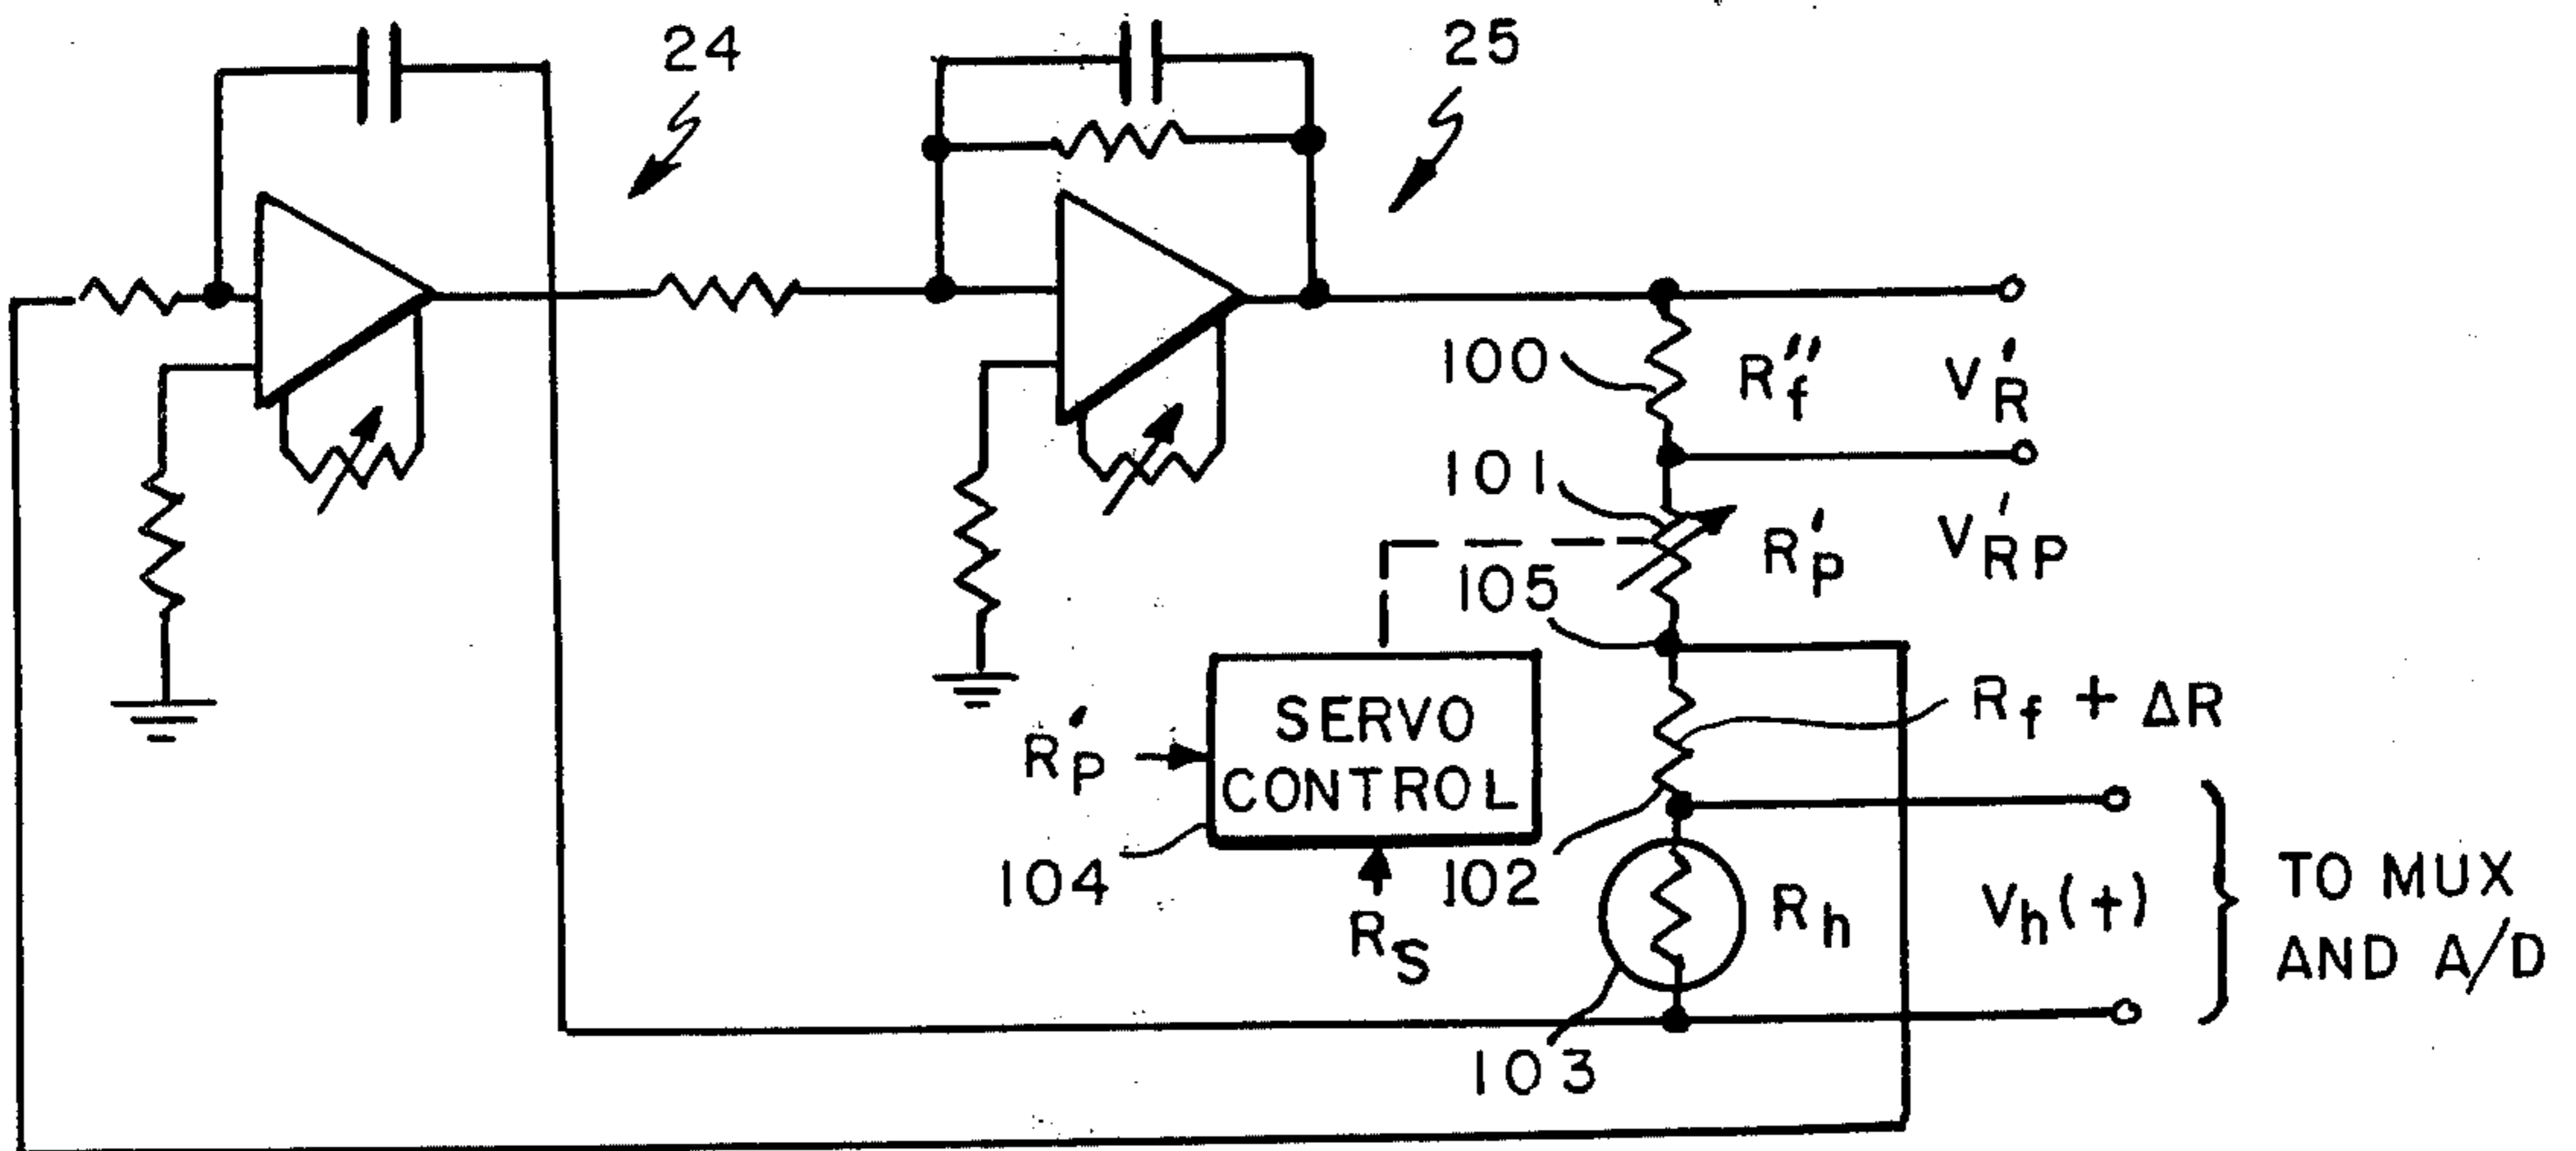 24
25
100
R''f
V'R
101
R'P
V'RP
105
SERVO
CONTROL
R'P
Rf + ΔR
104
102
RS
Rh
Vh(t)
TO MUX
AND A/D
103